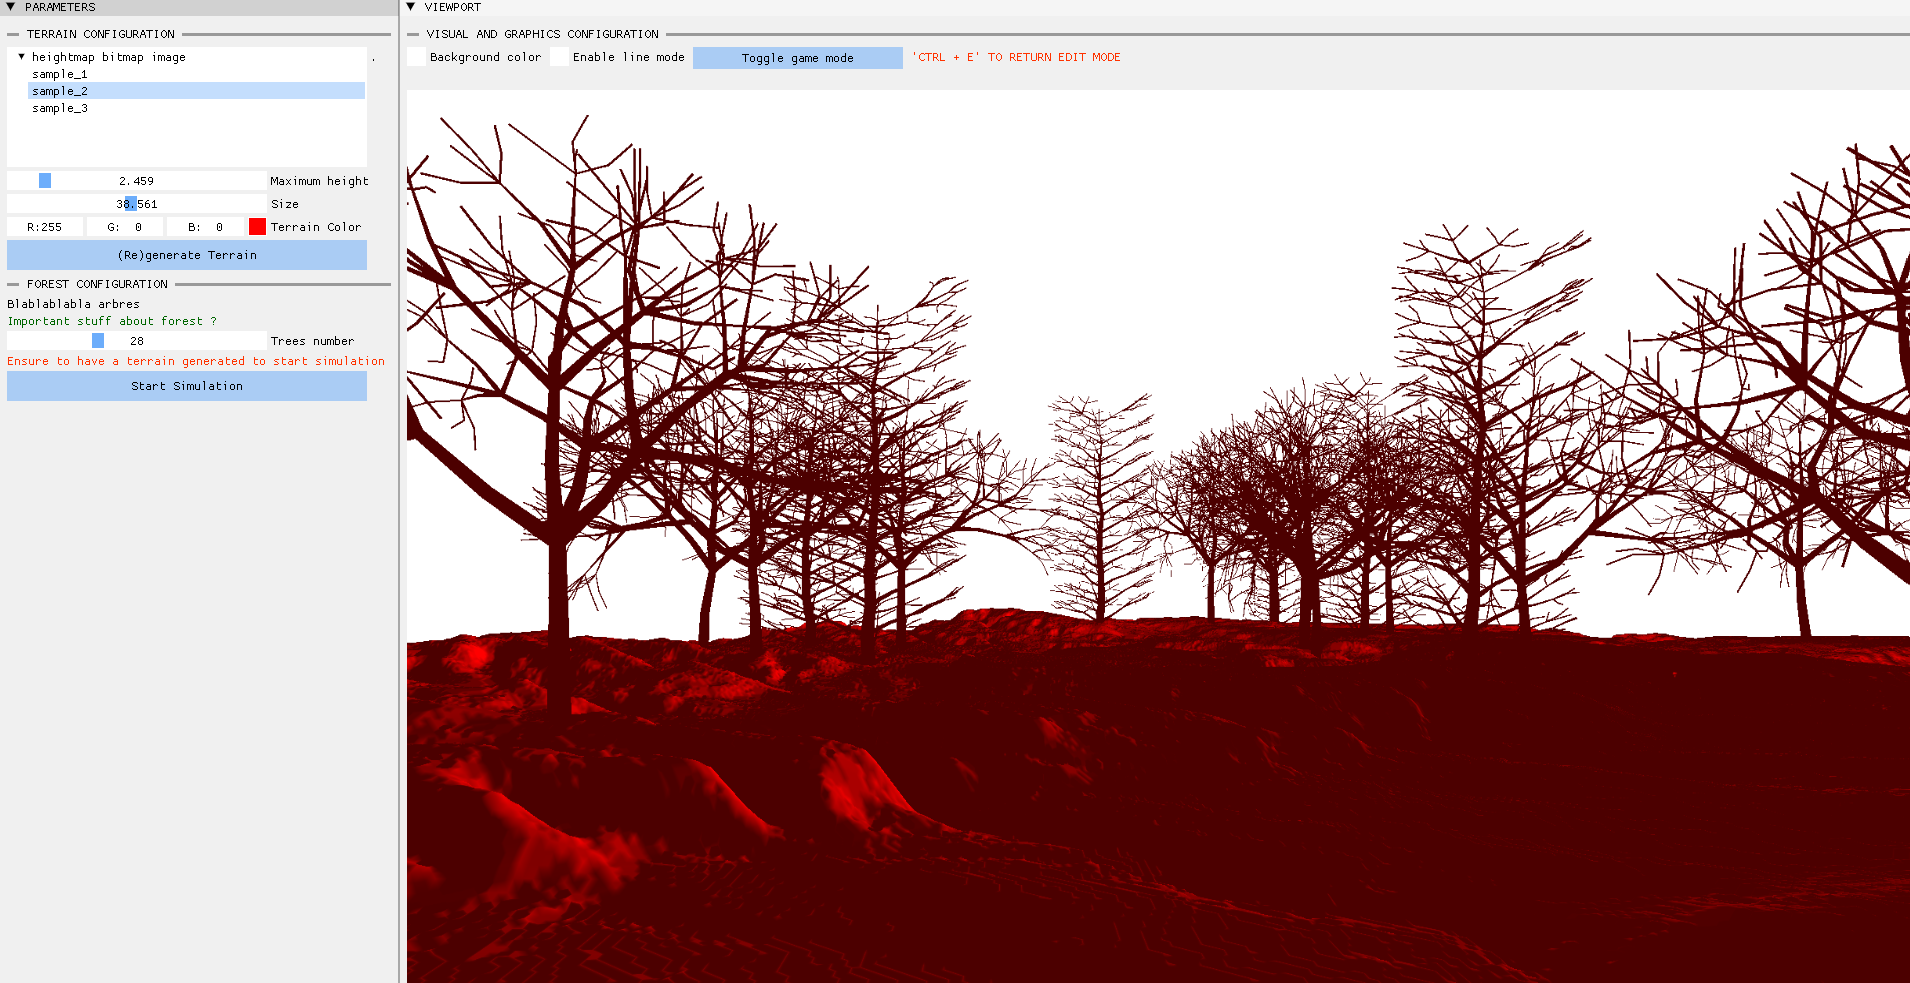 PARAMETERS
TERRAIN CONFIGURATION
heightmap bitmap image .
sample_1
sample_2
sample_3
2.459 Maximum height
38.561 Size
R:255 G: 0 B: 0 Terrain Color
(Re)generate Terrain
FOREST CONFIGURATION
Blablablabla arbres
Important stuff about forest ?
28 Trees number
Ensure to have a terrain generated to start simulation
Start Simulation
VIEWPORT
VISUAL AND GRAPHICS CONFIGURATION
Background color Enable line mode Toggle game mode 'CTRL + E' TO RETURN EDIT MODE